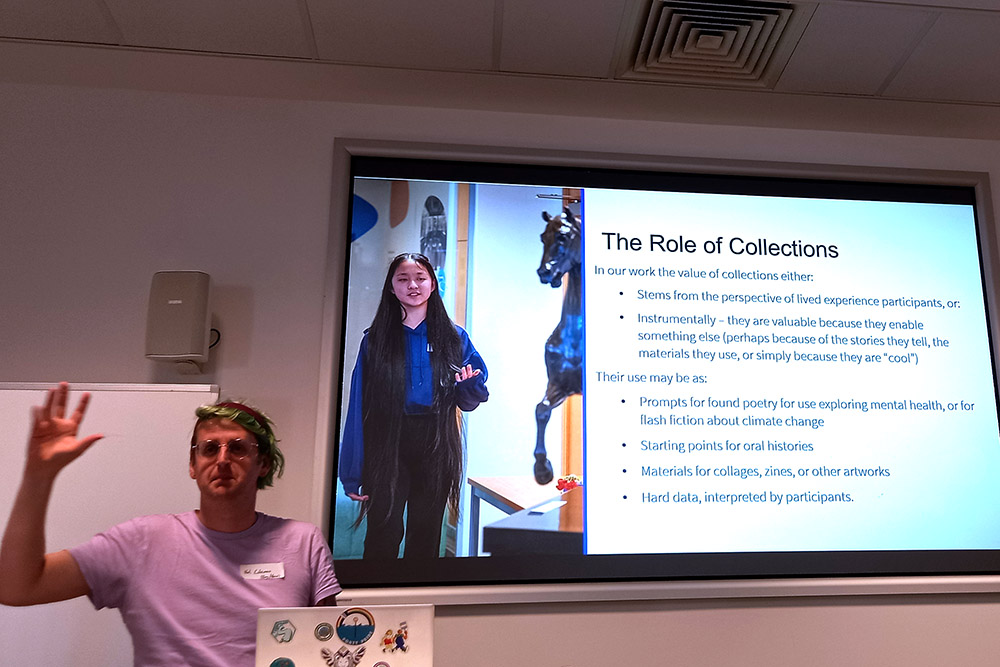 The Role of Collections
In our work the value of collections either:
• Stems from the perspective of lived experience participants, or:
• Instrumentally – they are valuable because they enable
something else (perhaps because of the stories they tell, the
materials they use, or simply because they are "cool")
Their use may be as:
• Prompts for found poetry for use exploring mental health, or for
flash fiction about climate change
• Starting points for oral histories
• Materials for collages, zines, or other artworks
• Hard data, interpreted by participants.